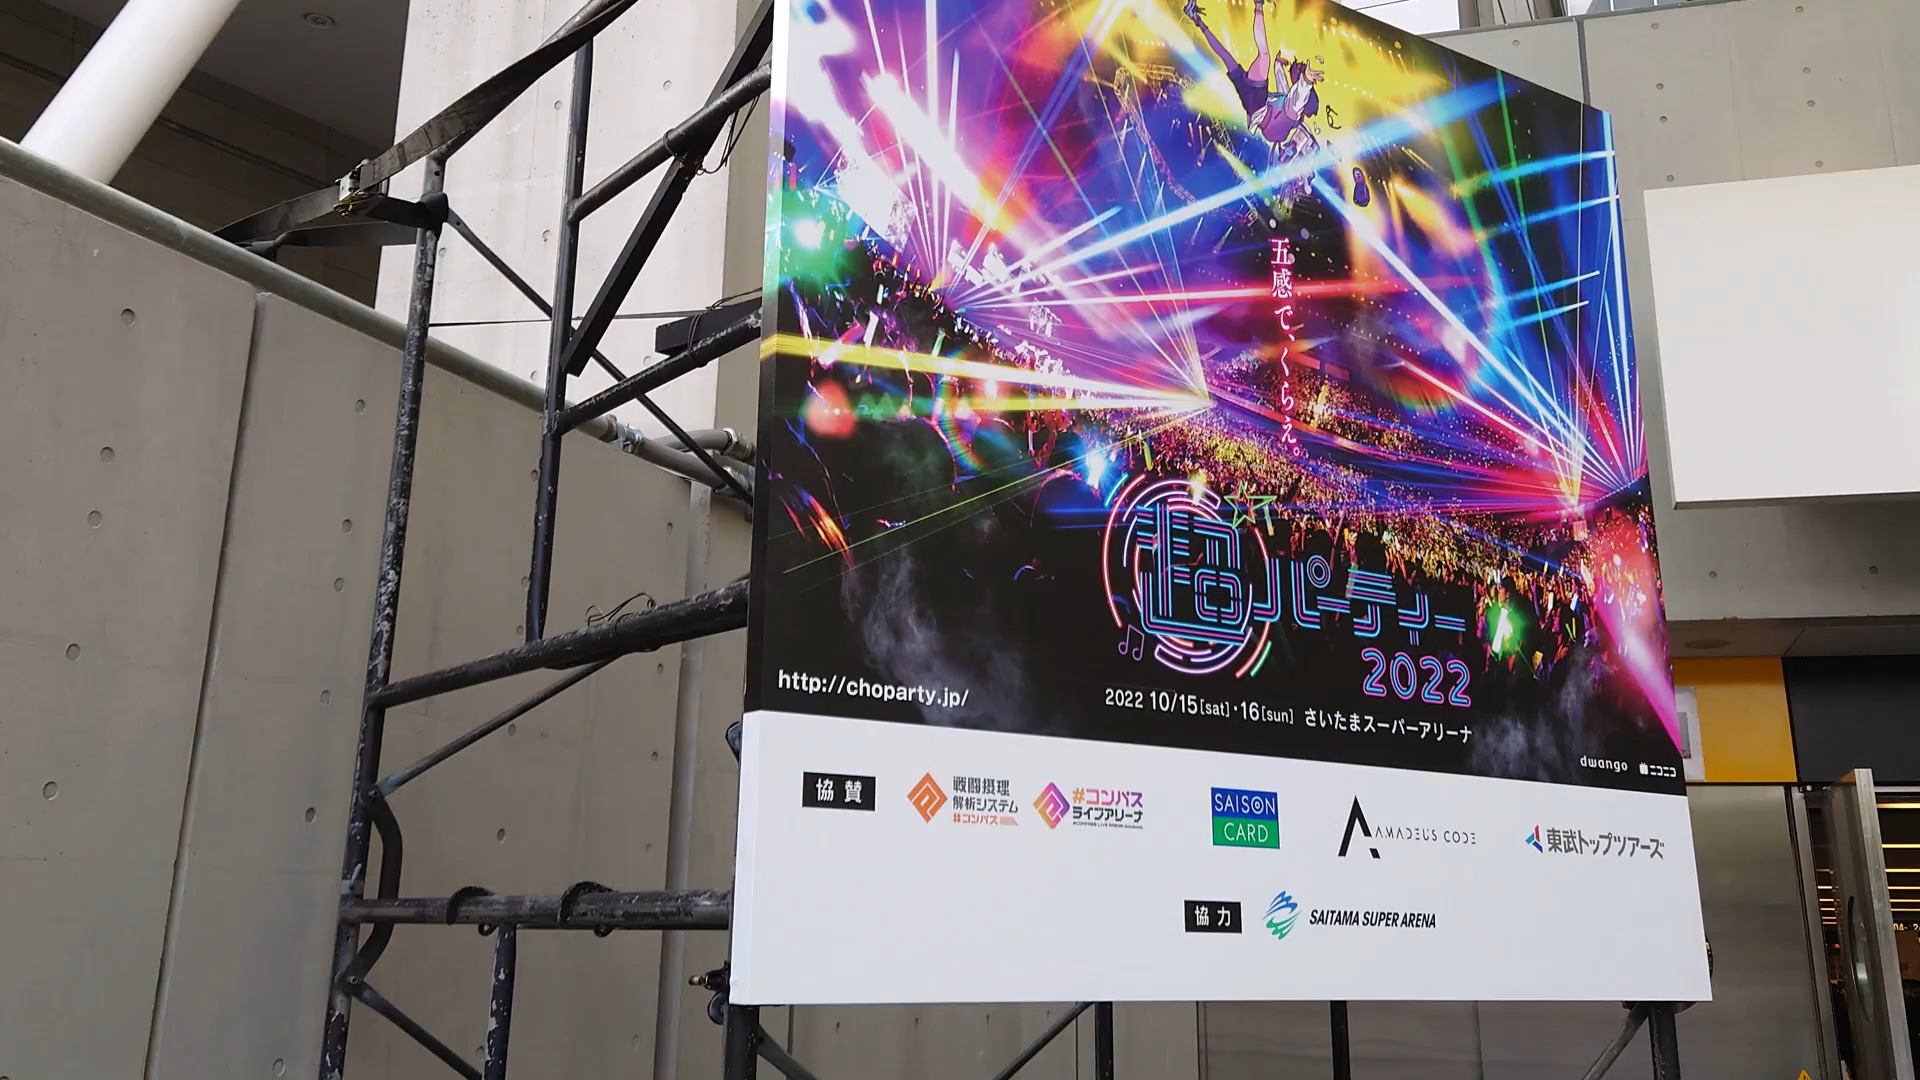 五感で、くらえ。
超パーティー
2022
http://choparty.jp/
2022 10/15[sat]・16[sun] さいたまスーパーアリーナ
dwango ニコニコ
協賛
戦闘摂理
解析システム
#コンパス
#コンパス
ライブアリーナ
SAISON
CARD
AMADEUS CODE
東武トップツアーズ
協力
SAITAMA SUPER ARENA